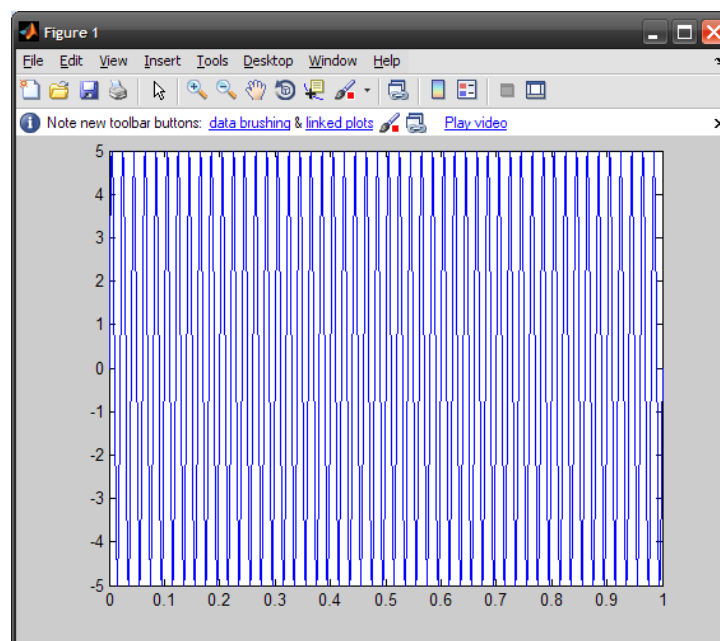 Figure 1
File Edit View Insert Tools Desktop Window Help
Note new toolbar buttons: data brushing & linked plots Play video
5
4
3
2
1
0
-1
-2
-3
-4
-5
0 0.1 0.2 0.3 0.4 0.5 0.6 0.7 0.8 0.9 1